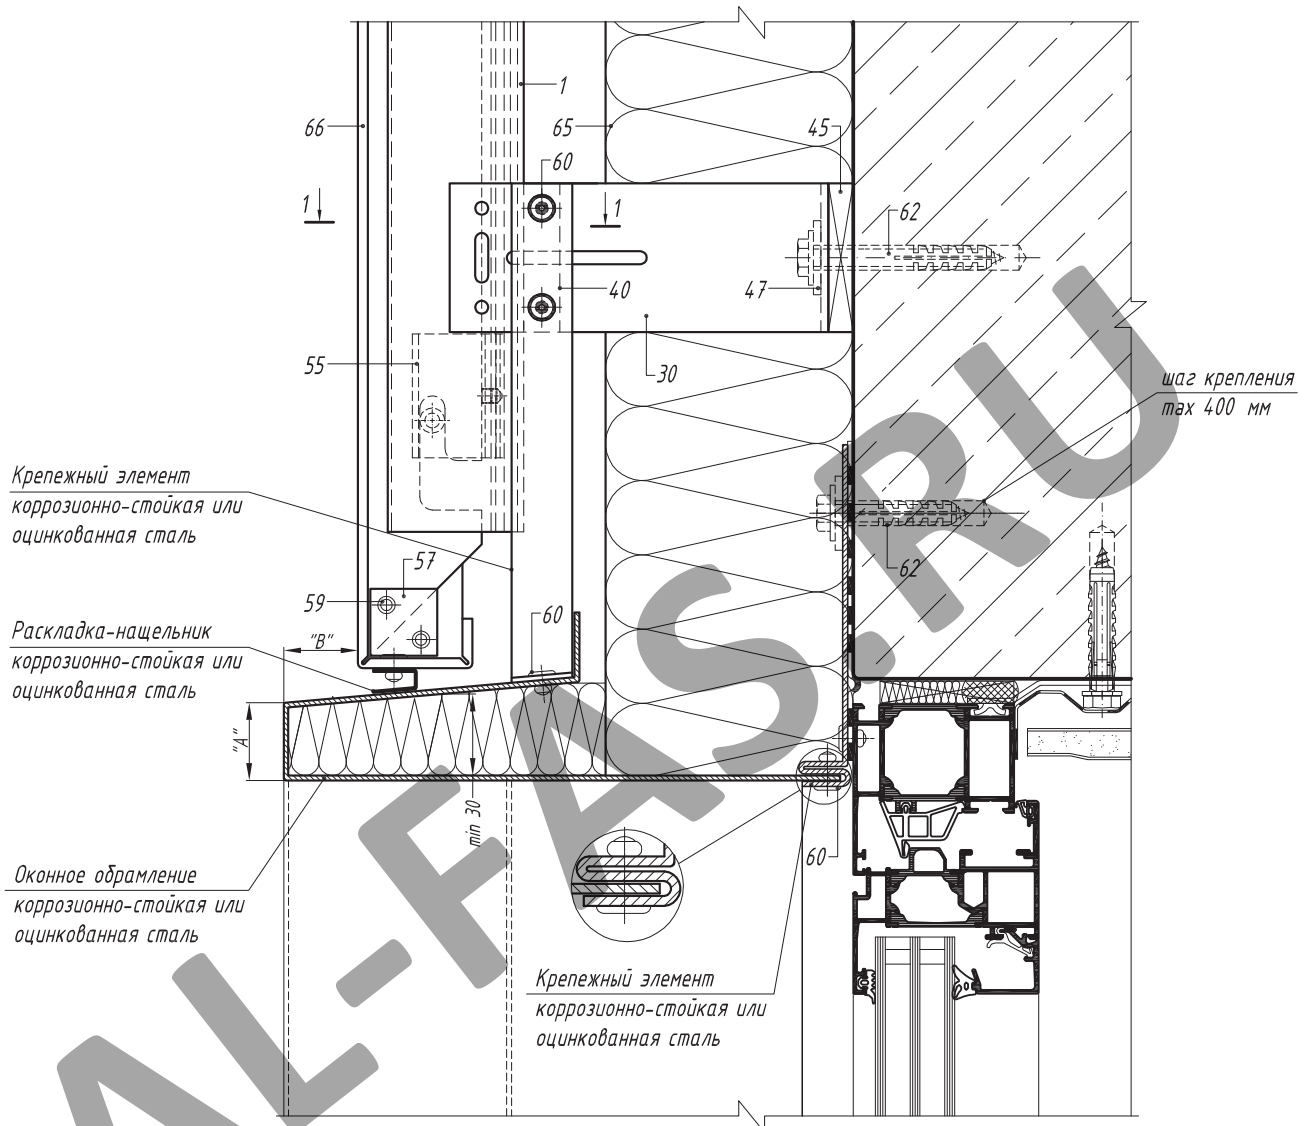 1
66
65
45
60
1
1
62
40
47
55
30
шаг крепления
max 400 мм
Крепежный элемент
коррозионно-стойкая или
оцинкованная сталь
57
62
59
60
"В"
Раскладка-нащельник
коррозионно-стойкая или
оцинкованная сталь
"А"
min 30
60
Оконное обрамление
коррозионно-стойкая или
оцинкованная сталь
Крепежный элемент
коррозионно-стойкая или
оцинкованная сталь
AL-FAS.RU